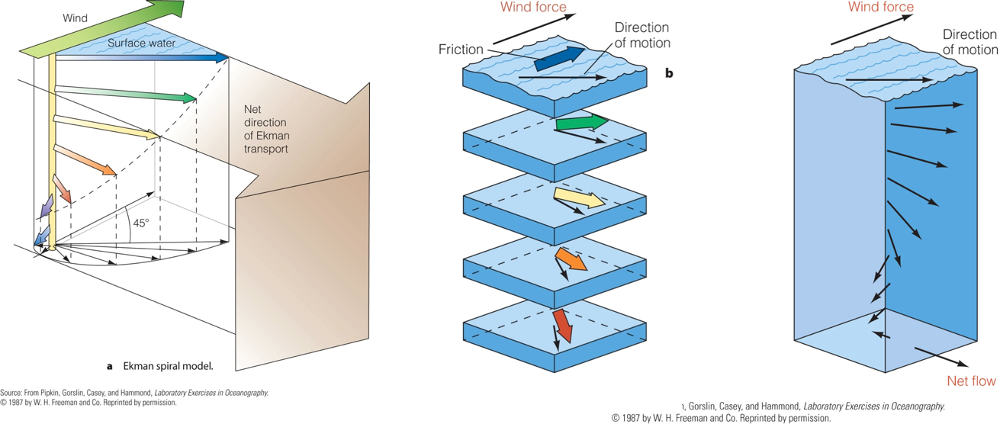 Wind
Surface water
Net
direction
of Ekman
transport
45°
a Ekman spiral model.
Source: From Pipkin, Gorslin, Casey, and Hammond, Laboratory Exercises in Oceanography.
© 1987 by W. H. Freeman and Co. Reprinted by permission.
Wind force
Direction
of motion
Friction
b
Wind force
Direction
of motion
Net flow
, Gorslin, Casey, and Hammond, Laboratory Exercises in Oceanography.
© 1987 by W. H. Freeman and Co. Reprinted by permission.